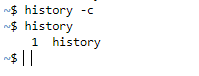 ~$ history -c
~$ history
    1  history
~$